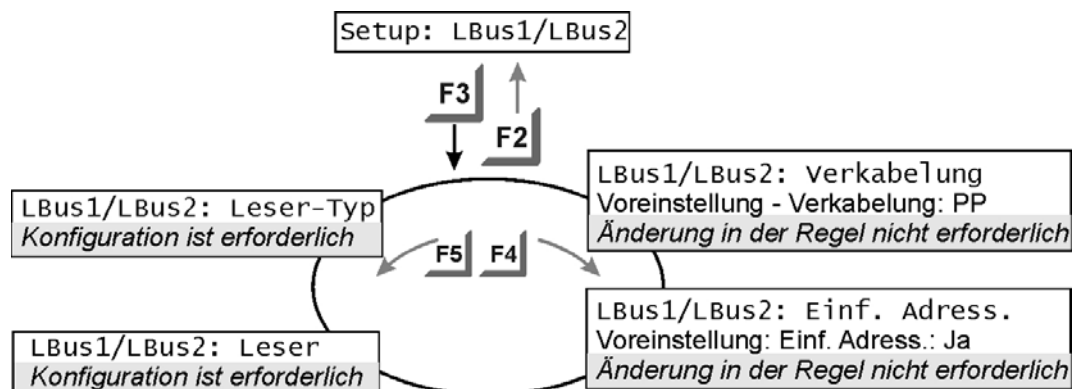 Setup: LBus1/LBus2
F3
F2
LBus1/LBus2: Verkabelung
Voreinstellung - Verkabelung: PP
Änderung in der Regel nicht erforderlich
LBus1/LBus2: Leser-Typ
Konfiguration ist erforderlich
F5
F4
LBus1/LBus2: Einf. Adress.
Voreinstellung: Einf. Adress.: Ja
Änderung in der Regel nicht erforderlich
LBus1/LBus2: Leser
Konfiguration ist erforderlich